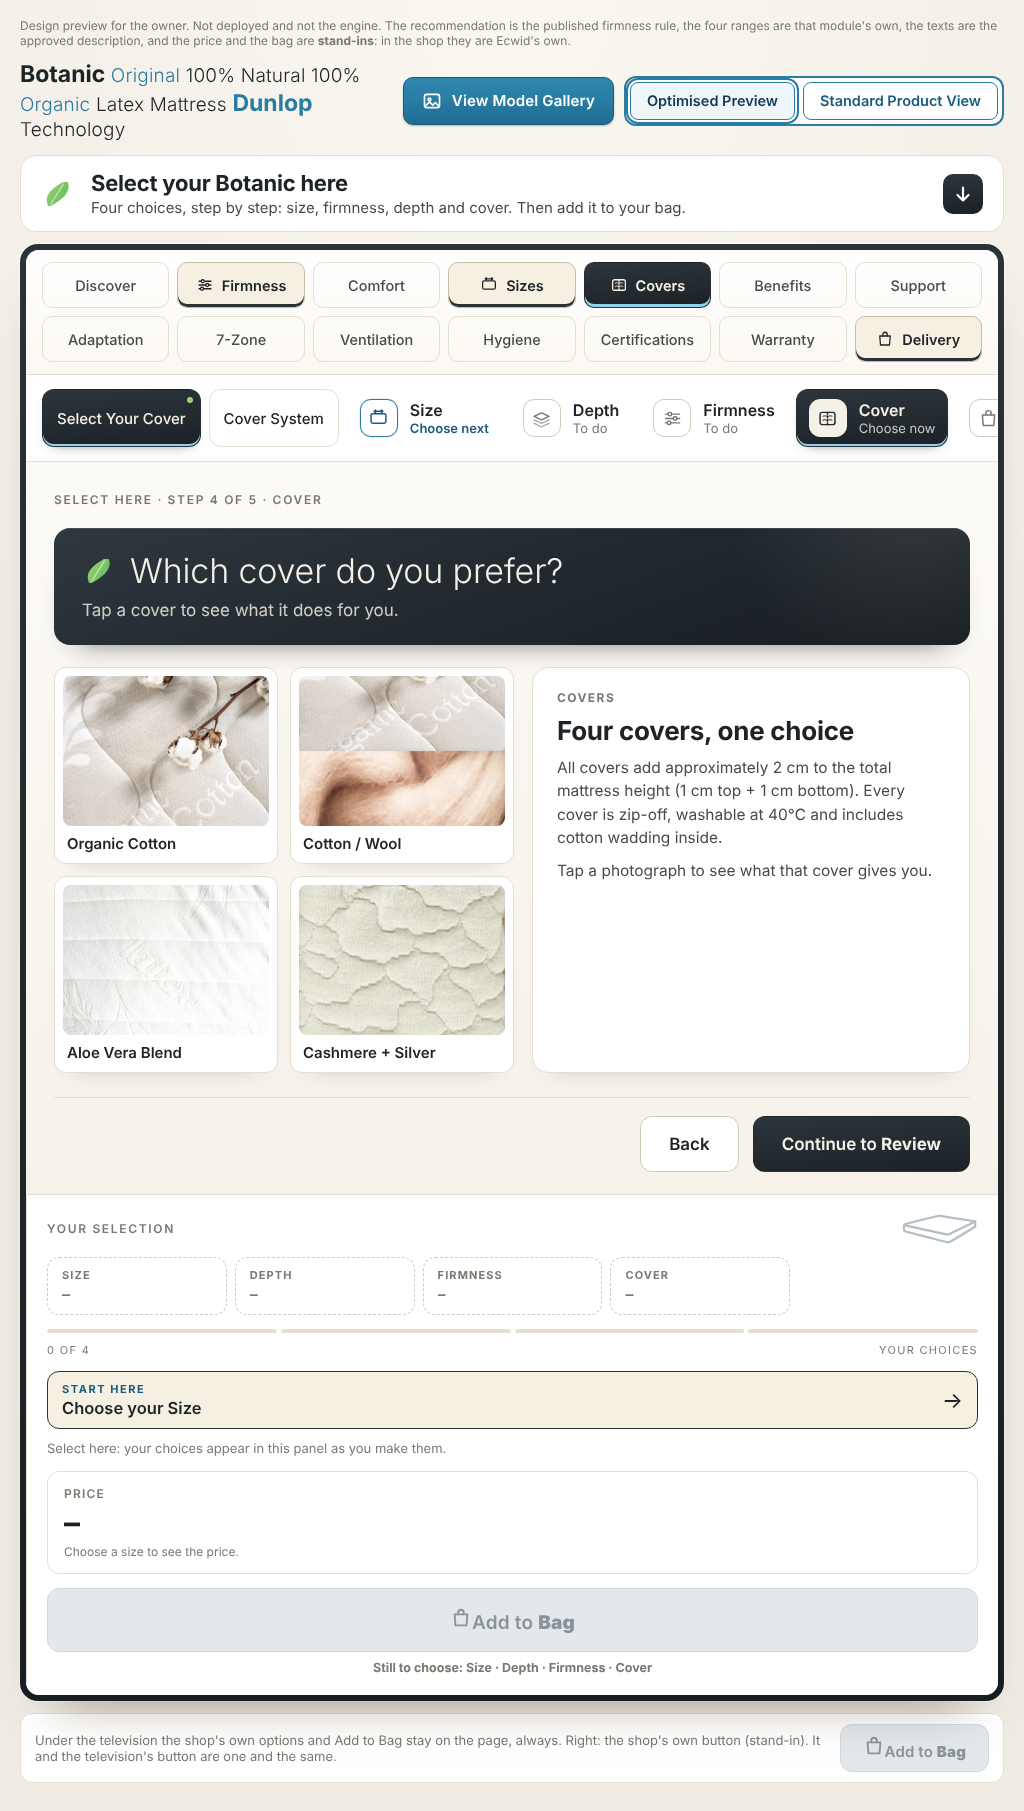 Design preview for the owner. Not deployed and not the engine. The recommendation is the published firmness rule, the four ranges are that module's own, the texts are the
approved description, and the price and the bag are stand-ins: in the shop they are Ecwid's own.
Botanic Original 100% Natural 100%
Organic Latex Mattress Dunlop
Technology
View Model Gallery
Optimised Preview
Standard Product View
Select your Botanic here
Four choices, step by step: size, firmness, depth and cover. Then add it to your bag.
Discover
Firmness
Comfort
Sizes
Covers
Benefits
Support
Adaptation
7-Zone
Ventilation
Hygiene
Certifications
Warranty
Delivery
Select Your Cover
Cover System
Size
Choose next
Depth
To do
Firmness
To do
Cover
Choose now
SELECT HERE · STEP 4 OF 5 · COVER
Which cover do you prefer?
Tap a cover to see what it does for you.
Cotton
Organic Cotton
Cotton
Cotton / Wool
Aloe Vera Blend
Cashmere + Silver
COVERS
Four covers, one choice
All covers add approximately 2 cm to the total
mattress height (1 cm top + 1 cm bottom). Every
cover is zip-off, washable at 40°C and includes
cotton wadding inside.
Tap a photograph to see what that cover gives you.
Back
Continue to Review
YOUR SELECTION
SIZE
–
DEPTH
–
FIRMNESS
–
COVER
–
0 OF 4
YOUR CHOICES
START HERE
Choose your Size
Select here: your choices appear in this panel as you make them.
PRICE
–
Choose a size to see the price.
Add to Bag
Still to choose: Size · Depth · Firmness · Cover
Under the television the shop's own options and Add to Bag stay on the page, always. Right: the shop's own button (stand-in). It
and the television's button are one and the same.
Add to Bag